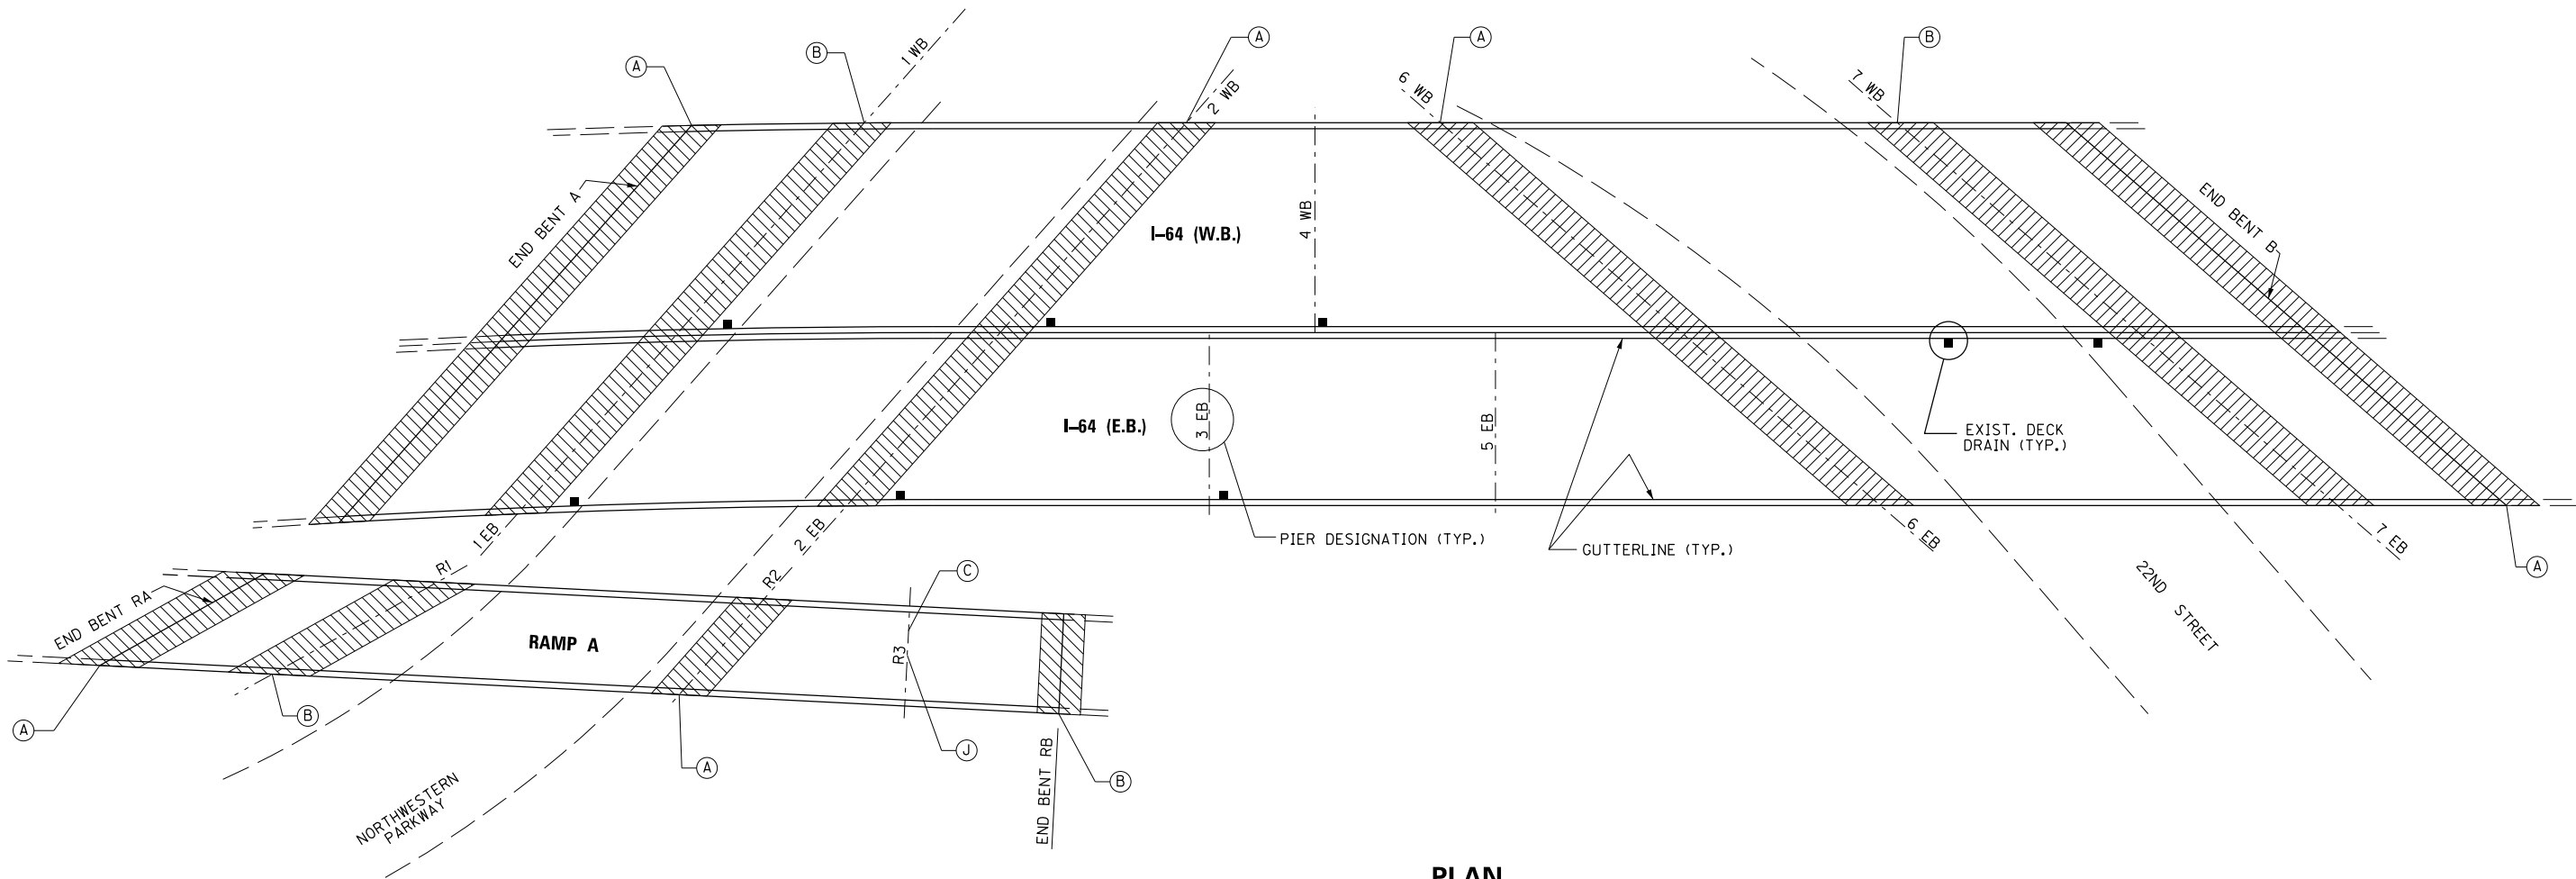 A
B
1 WB
A
2 WB
6 WB
A
7 WB
B
END BENT A
I-64 (W.B.)
4 WB
END BENT B
I-64 (E.B.)
3 EB
5 EB
EXIST. DECK
DRAIN (TYP.)
1 EB
2 EB
PIER DESIGNATION (TYP.)
GUTTERLINE (TYP.)
6 EB
7 EB
A
22ND STREET
END BENT RA
R1
R2
C
RAMP A
R3
A
B
A
J
B
END BENT RB
NORTHWESTERN
PARKWAY
PLAN